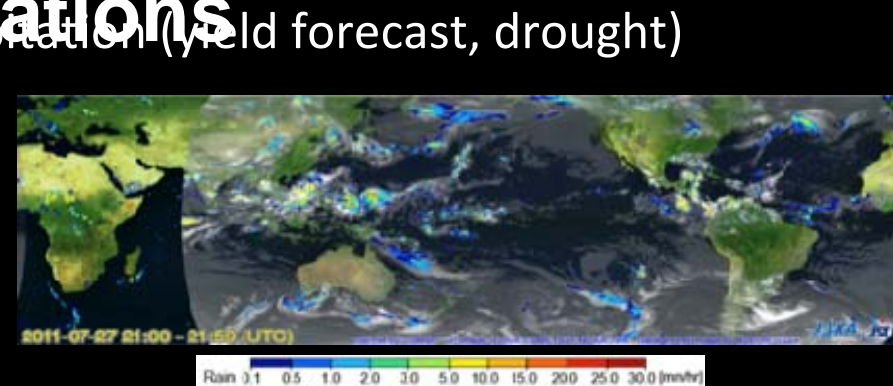 ations
itation (yield forecast, drought)
2011-07-27 21:00 - 21:59 (UTC)
JAXA
Rain 0.1 0.5 1.0 2.0 3.0 5.0 10.0 15.0 20.0 25.0 30.0 [mm/hr]